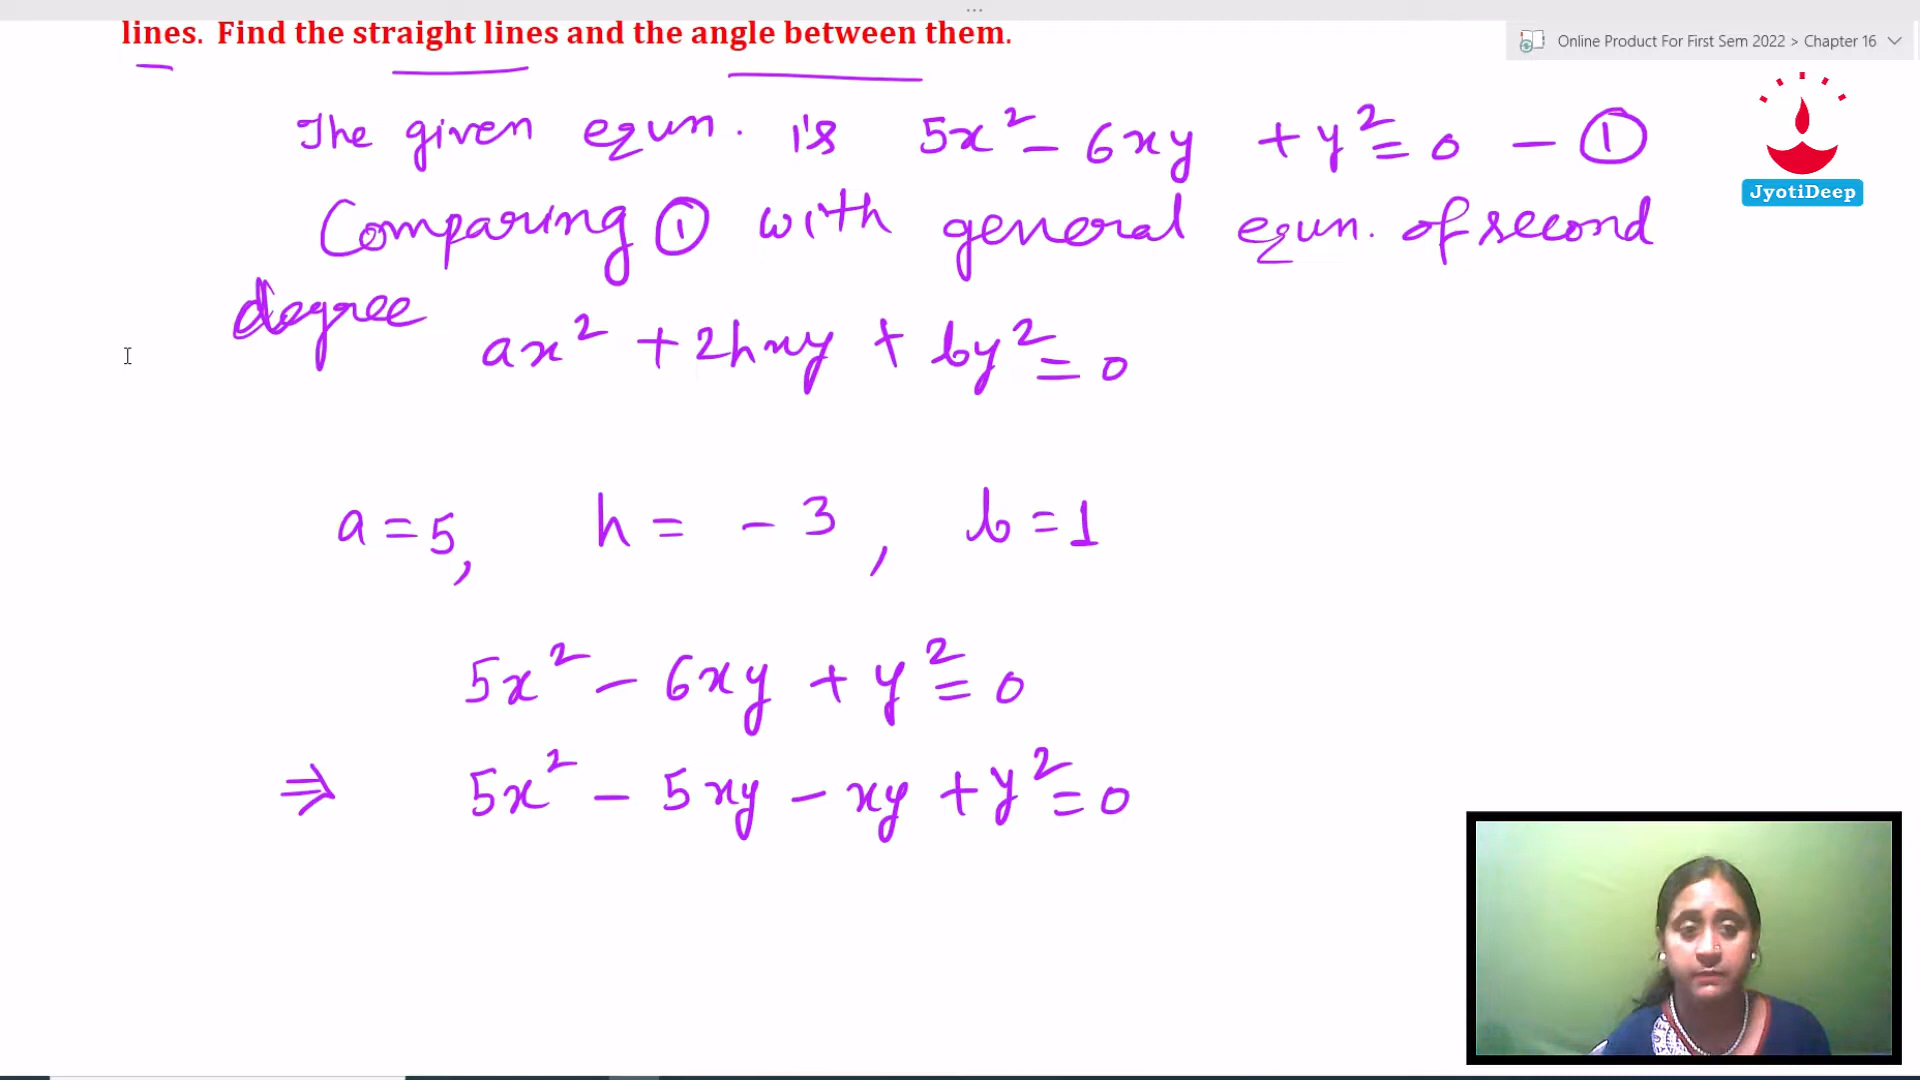 lines. Find the straight lines and the angle between them.
Online Product For First Sem 2022 > Chapter 16
The given equn. is 5x² - 6xy + y² = 0 - ①
JyotiDeep
Comparing ① with general equn. of second
degree
ax² + 2hxy + by² = 0
a = 5, h = - 3, b = 1
5x² - 6xy + y² = 0
⇒ 5x² - 5xy - xy + y² = 0